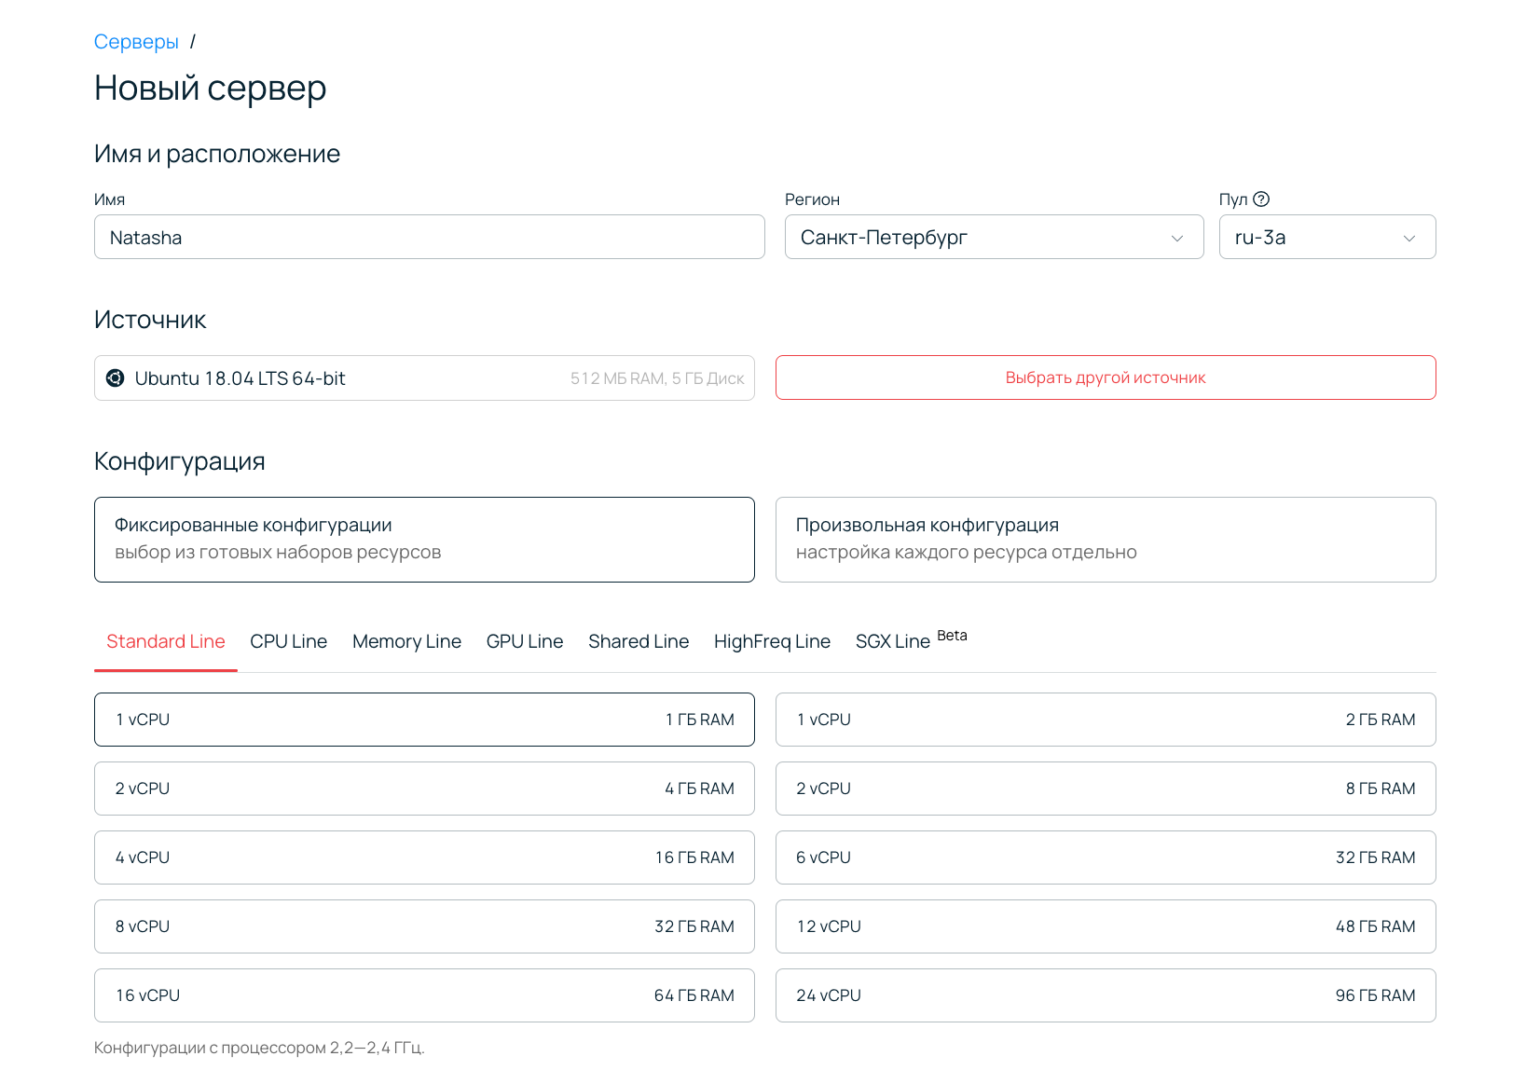 Серверы /
Новый сервер
Имя и расположение
Имя
Регион
Пул ?
Natasha
Санкт-Петербург
ru-3a
Источник
Ubuntu 18.04 LTS 64-bit
512 МБ RAM, 5 ГБ Диск
Выбрать другой источник
Конфигурация
Фиксированные конфигурации
выбор из готовых наборов ресурсов
Произвольная конфигурация
настройка каждого ресурса отдельно
Standard Line CPU Line Memory Line GPU Line Shared Line HighFreq Line SGX Line Beta
1 vCPU 1 ГБ RAM
1 vCPU 2 ГБ RAM
2 vCPU 4 ГБ RAM
2 vCPU 8 ГБ RAM
4 vCPU 16 ГБ RAM
6 vCPU 32 ГБ RAM
8 vCPU 32 ГБ RAM
12 vCPU 48 ГБ RAM
16 vCPU 64 ГБ RAM
24 vCPU 96 ГБ RAM
Конфигурации с процессором 2,2—2,4 ГГц.